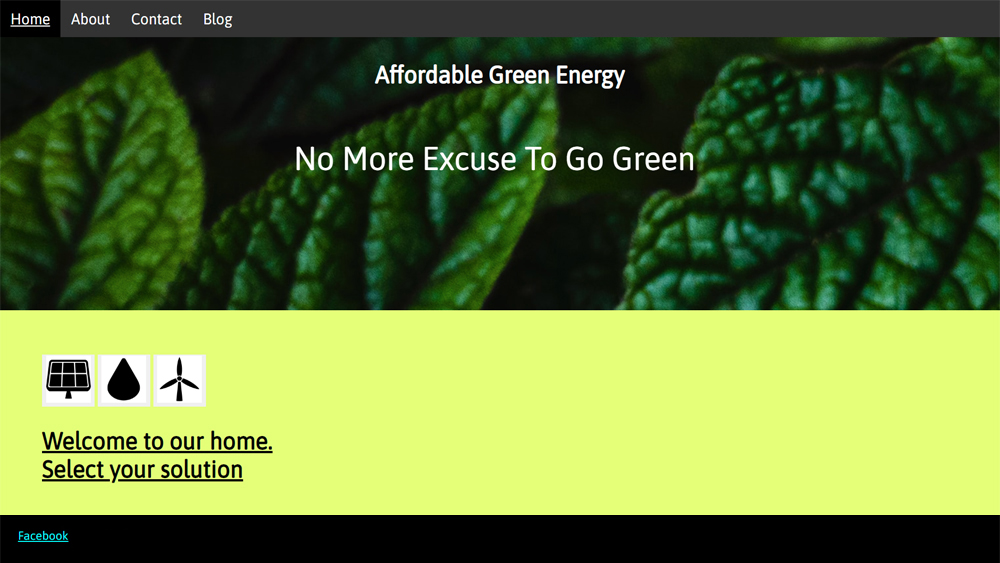 Home About Contact Blog
Affordable Green Energy
No More Excuse To Go Green
Welcome to our home.
Select your solution
Facebook